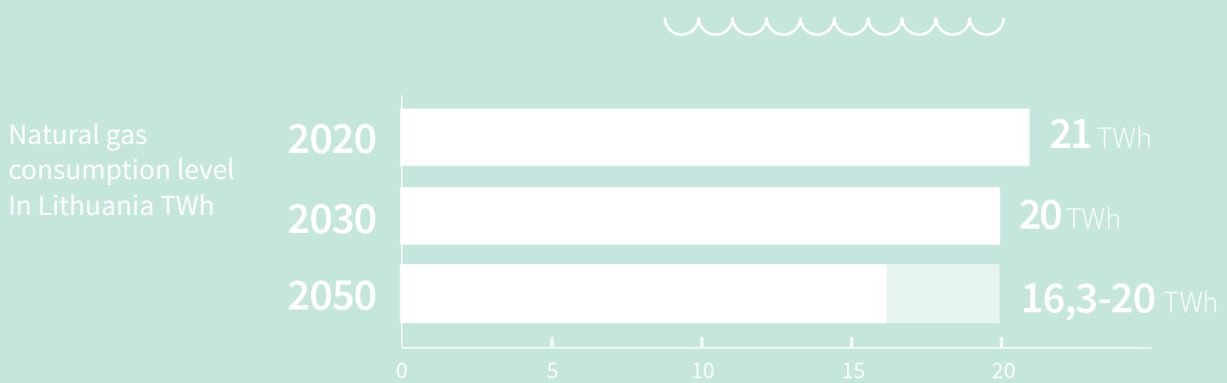 Natural gas
consumption level
In Lithuania TWh
2020
21 TWh
2030
20 TWh
2050
16,3-20 TWh
0 5 10 15 20